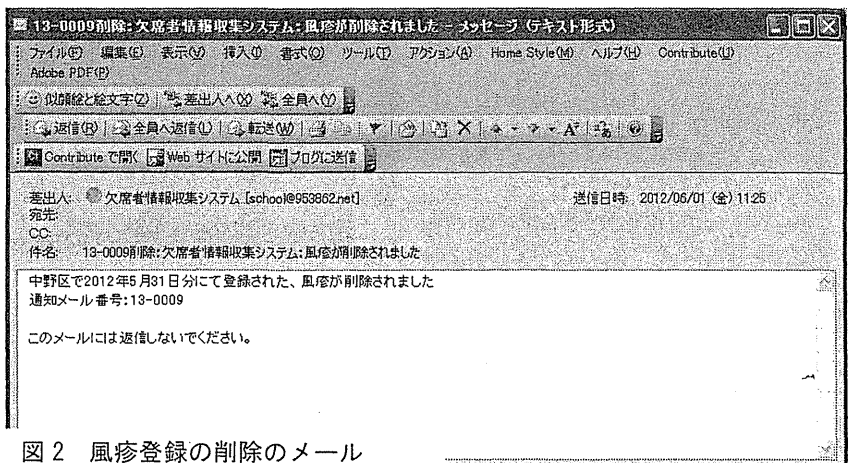 13-0009削除:欠席者情報収集システム:風疹が削除されました - メッセージ (テキスト形式)
ファイル(F) 編集(E) 表示(V) 挿入(I) 書式(O) ツール(T) アクション(A) Home Style(M) ヘルプ(H) Contribute(U)
Adobe PDF(P)
似顔絵と絵文字(Z) 差出人へ(X) 全員へ(Y)
返信(R) 全員へ返信(L) 転送(W)
Contribute で開く Web サイトに公開 ブログに送信
差出人: 欠席者情報収集システム [school@953862.net] 送信日時: 2012/06/01 (金) 11:25
宛先:
CC:
件名: 13-0009削除:欠席者情報収集システム:風疹が削除されました
中野区で2012年5月31日分にて登録された、風疹が削除されました
通知メール番号:13-0009
このメールには返信しないでください。
図2 風疹登録の削除のメール